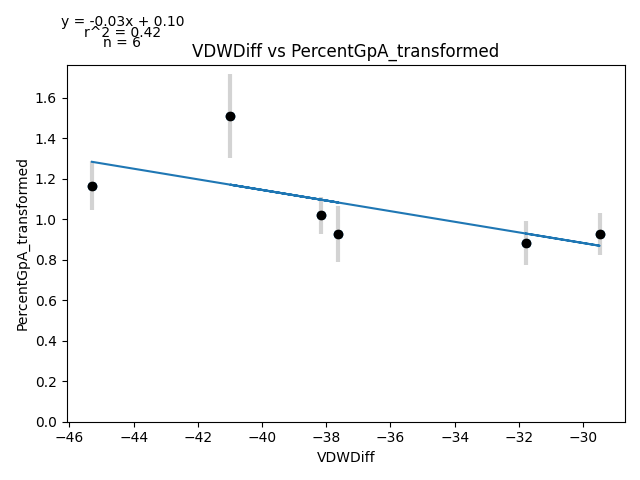 y = -0.03x + 0.10
r^2 = 0.42
n = 6
VDWDiff vs PercentGpA_transformed
PercentGpA_transformed
1.6
1.4
1.2
1.0
0.8
0.6
0.4
0.2
0.0
−46 −44 −42 −40 −38 −36 −34 −32 −30
VDWDiff